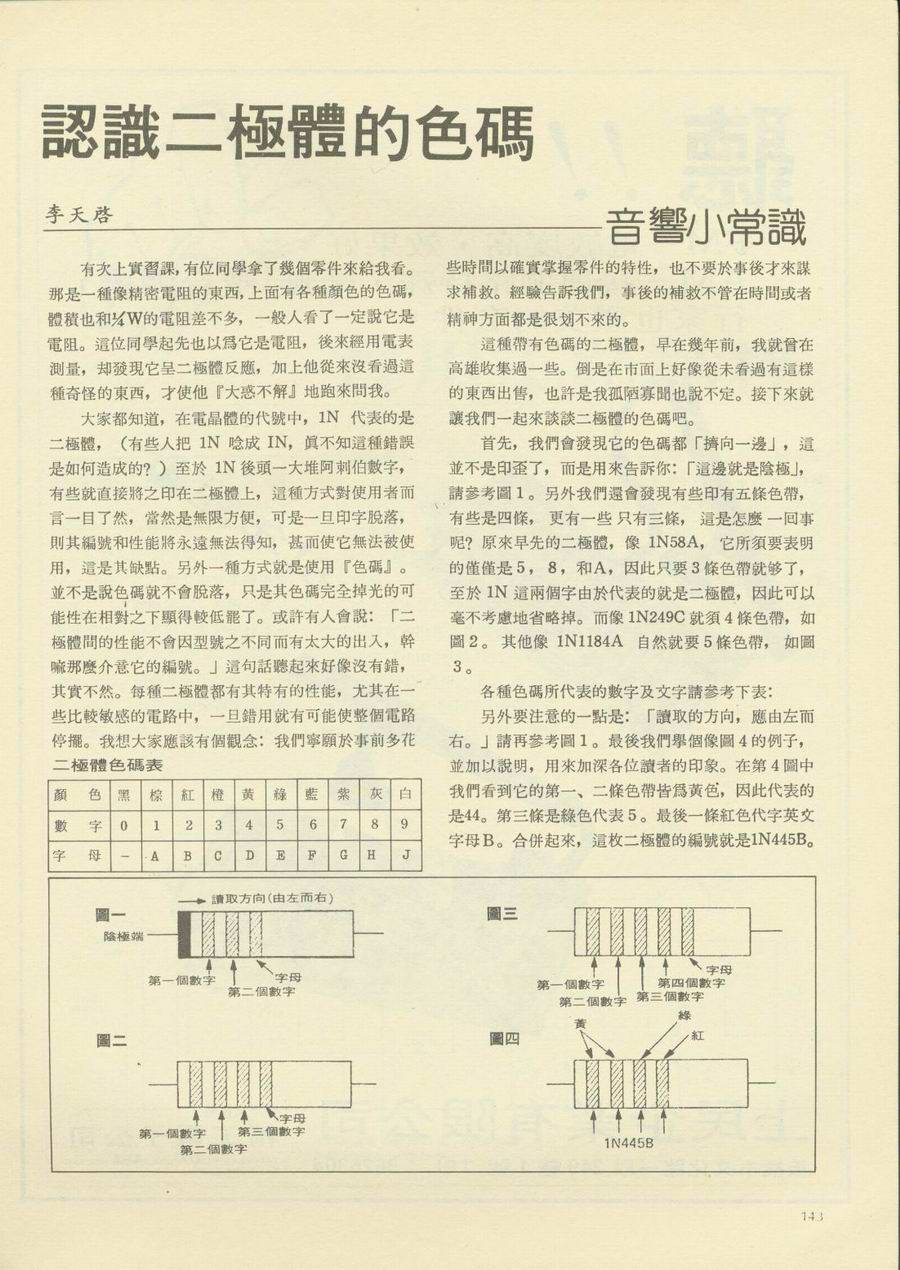 認識二極體的色碼
李天啓
音響小常識
有次上實習課，有位同學拿了幾個零件來給我看。
那是一種像精密電阻的東西，上面有各種顏色的色碼，
體積也和¼W的電阻差不多，一般人看了一定說它是
電阻。這位同學起先也以爲它是電阻，後來經用電表
測量，却發現它呈二極體反應，加上他從來沒看過這
種奇怪的東西，才使他『大惑不解』地跑來問我。
大家都知道，在電晶體的代號中，1N 代表的是
二極體，（有些人把 1N 唸成 IN，眞不知這種錯誤
是如何造成的？）至於 1N 後頭一大堆阿剌伯數字，
有些就直接將之印在二極體上，這種方式對使用者而
言一目了然，當然是無限方便，可是一旦印字脫落，
則其編號和性能將永遠無法得知，甚而使它無法被使
用，這是其缺點。另外一種方式就是使用『色碼』。
並不是說色碼就不會脫落，只是其色碼完全掉光的可
能性在相對之下顯得較低罷了。或許有人會說：「二
極體間的性能不會因型號之不同而有太大的出入，幹
嘛那麼介意它的編號。」這句話聽起來好像沒有錯，
其實不然。每種二極體都有其特有的性能，尤其在一
些比較敏感的電路中，一旦錯用就有可能使整個電路
停擺。我想大家應該有個觀念：我們寧願於事前多花
二極體色碼表
顏 色 黑 棕 紅 橙 黃 綠 藍 紫 灰 白
數 字 0 1 2 3 4 5 6 7 8 9
字 母 － A B C D E F G H J
些時間以確實掌握零件的特性，也不要於事後才來謀
求補救。經驗告訴我們，事後的補救不管在時間或者
精神方面都是很划不來的。
這種帶有色碼的二極體，早在幾年前，我就曾在
高雄收集過一些。倒是在市面上好像從未看過有這樣
的東西出售，也許是我孤陋寡聞也說不定。接下來就
讓我們一起來談談二極體的色碼吧。
首先，我們會發現它的色碼都「擠向一邊」，這
並不是印歪了，而是用來告訴你：「這邊就是陰極」，
請參考圖1。另外我們還會發現有些印有五條色帶，
有些是四條， 更有一些 只有三條， 這是怎麼 一回事
呢？原來早先的二極體，像 1N58A， 它所須要表明
的僅僅是5，8，和A，因此只要3條色帶就够了，
至於 1N 這兩個字由於代表的就是二極體，因此可以
毫不考慮地省略掉。而像1N249C就須4條色帶，如
圖2。其他像 1N1184A 自然就要5條色帶， 如圖
3。
各種色碼所代表的數字及文字請參考下表：
另外要注意的一點是：「讀取的方向，應由左而
右。」請再參考圖1。最後我們舉個像圖4的例子，
並加以說明，用來加深各位讀者的印象。在第4圖中
我們看到它的第一、二條色帶皆爲黃色，因此代表的
是44。第三條是綠色代表5。最後一條紅色代字英文
字母B。合併起來，這枚二極體的編號就是1N445B。
圖一
讀取方向(由左而右)
陰極端
第一個數字
第二個數字
字母
圖二
第一個數字
第二個數字
第三個數字
字母
圖三
第一個數字
第二個數字
第三個數字
第四個數字
字母
圖四
黃
綠
紅
1N445B
143